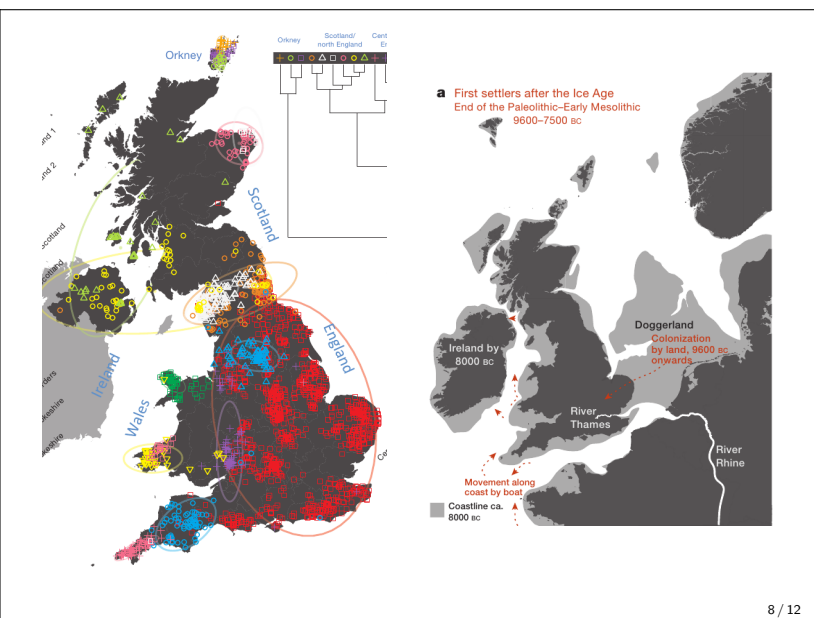 Orkney
Orkney
Scotland/
north England
Scotland
England
Ireland
Wales
a First settlers after the Ice Age
End of the Paleolithic–Early Mesolithic
9600–7500 BC
Doggerland
Colonization
by land, 9600 BC
onwards
Ireland by
8000 BC
River
Thames
River
Rhine
Movement along
coast by boat
Coastline ca.
8000 BC
8 / 12